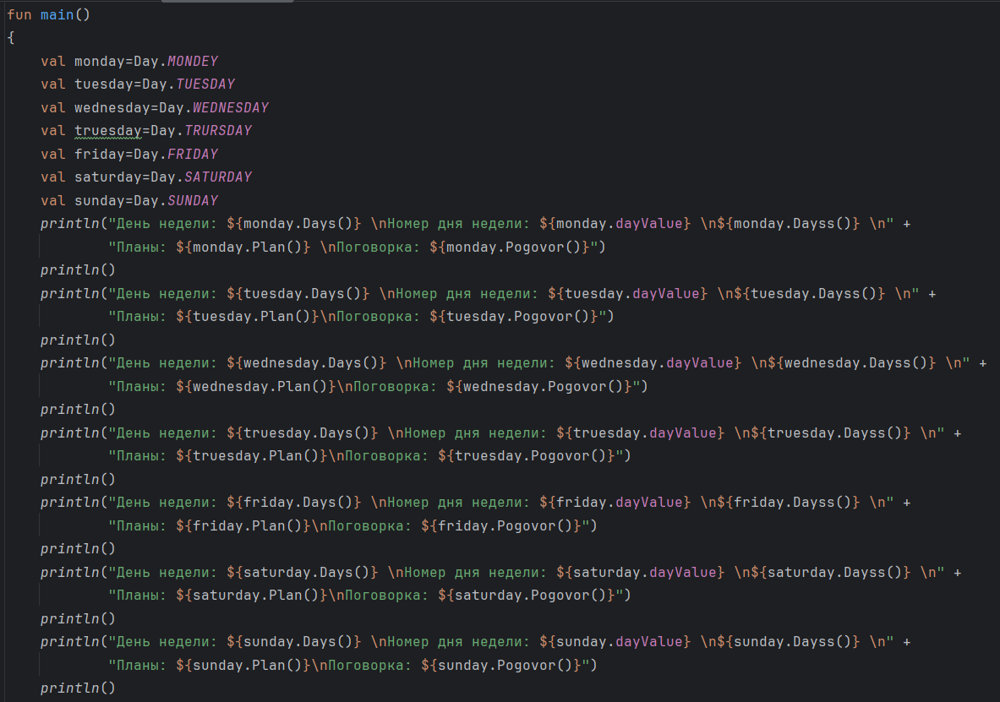 fun main()
{
    val monday=Day.MONDEY
    val tuesday=Day.TUESDAY
    val wednesday=Day.WEDNESDAY
    val truesday=Day.TRURSDAY
    val friday=Day.FRIDAY
    val saturday=Day.SATURDAY
    val sunday=Day.SUNDAY
    println("День недели: ${monday.Days()} \nНомер дня недели: ${monday.dayValue} \n${monday.Dayss()} \n" +
            "Планы: ${monday.Plan()} \nПоговорка: ${monday.Pogovor()}")
    println()
    println("День недели: ${tuesday.Days()} \nНомер дня недели: ${tuesday.dayValue} \n${tuesday.Dayss()} \n" +
            "Планы: ${tuesday.Plan()}\nПоговорка: ${tuesday.Pogovor()}")
    println()
    println("День недели: ${wednesday.Days()} \nНомер дня недели: ${wednesday.dayValue} \n${wednesday.Dayss()} \n" +
            "Планы: ${wednesday.Plan()}\nПоговорка: ${wednesday.Pogovor()}")
    println()
    println("День недели: ${truesday.Days()} \nНомер дня недели: ${truesday.dayValue} \n${truesday.Dayss()} \n" +
            "Планы: ${truesday.Plan()}\nПоговорка: ${truesday.Pogovor()}")
    println()
    println("День недели: ${friday.Days()} \nНомер дня недели: ${friday.dayValue} \n${friday.Dayss()} \n" +
            "Планы: ${friday.Plan()}\nПоговорка: ${friday.Pogovor()}")
    println()
    println("День недели: ${saturday.Days()} \nНомер дня недели: ${saturday.dayValue} \n${saturday.Dayss()} \n" +
            "Планы: ${saturday.Plan()}\nПоговорка: ${saturday.Pogovor()}")
    println()
    println("День недели: ${sunday.Days()} \nНомер дня недели: ${sunday.dayValue} \n${sunday.Dayss()} \n" +
            "Планы: ${sunday.Plan()}\nПоговорка: ${sunday.Pogovor()}")
    println()